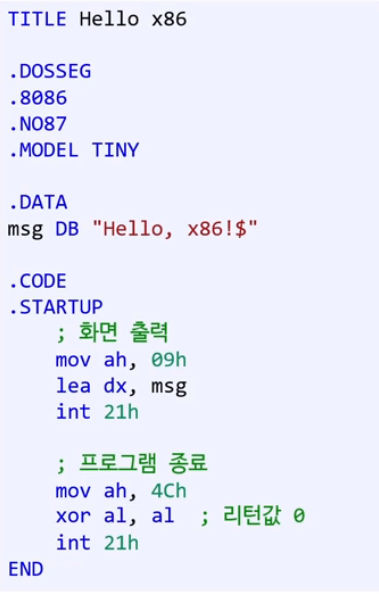 TITLE Hello x86
.DOSSEG
.8086
.NO87
.MODEL TINY
.DATA
msg DB "Hello, x86!$"
.CODE
.STARTUP
; 화면 출력
mov ah, 09h
lea dx, msg
int 21h
; 프로그램 종료
mov ah, 4Ch
xor al, al ; 리턴값 0
int 21h
END